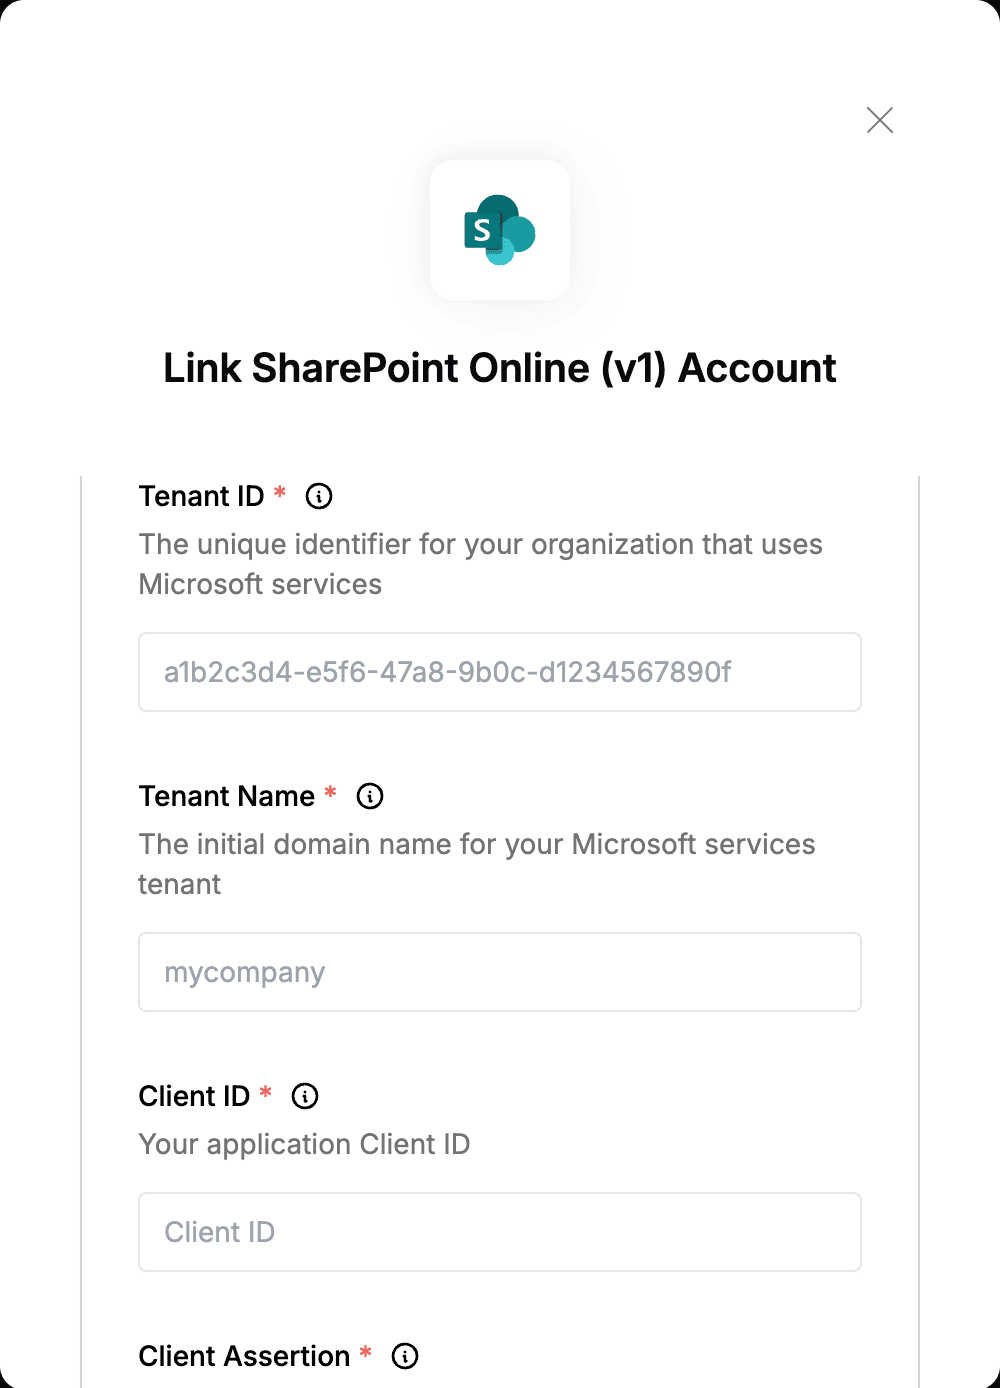 S
Link SharePoint Online (v1) Account
Tenant ID *
The unique identifier for your organization that uses
Microsoft services
a1b2c3d4-e5f6-47a8-9b0c-d1234567890f
Tenant Name *
The initial domain name for your Microsoft services
tenant
mycompany
Client ID *
Your application Client ID
Client ID
Client Assertion *